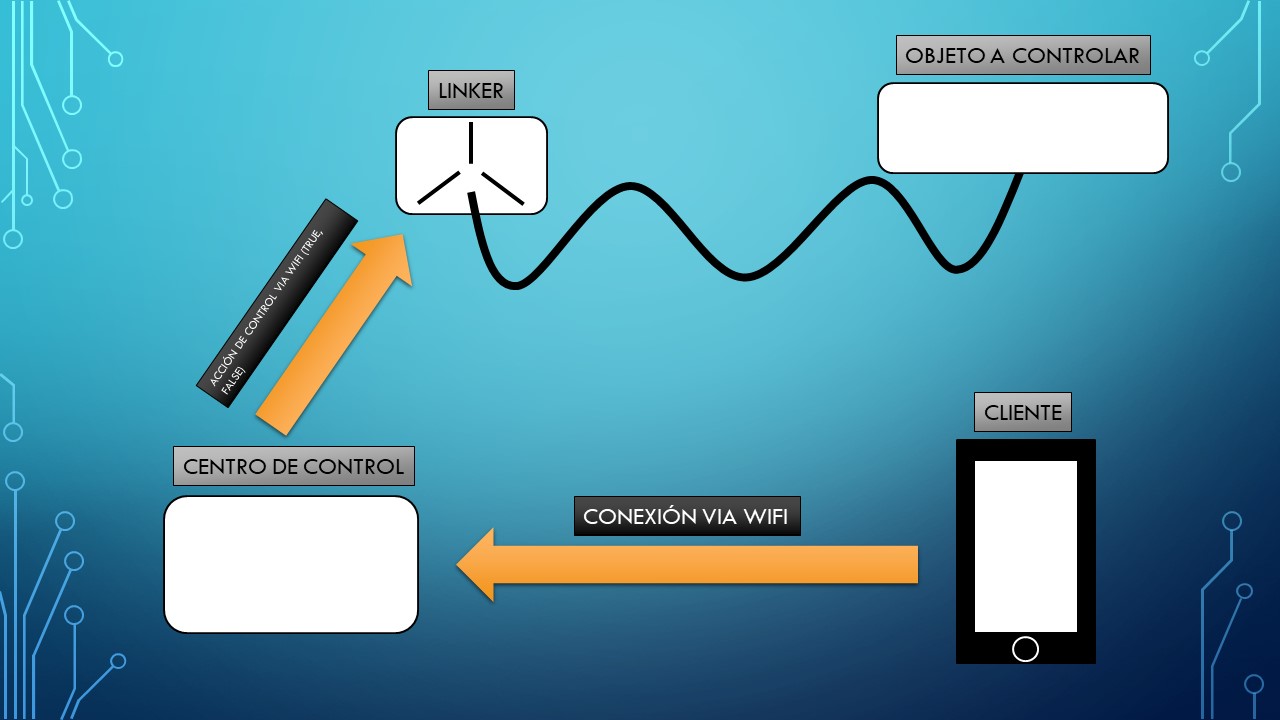 OBJETO A CONTROLAR
LINKER
ACCIÓN DE CONTROL VIA WIFI (TRUE,
FALSE)
CLIENTE
CENTRO DE CONTROL
CONEXIÓN VIA WIFI